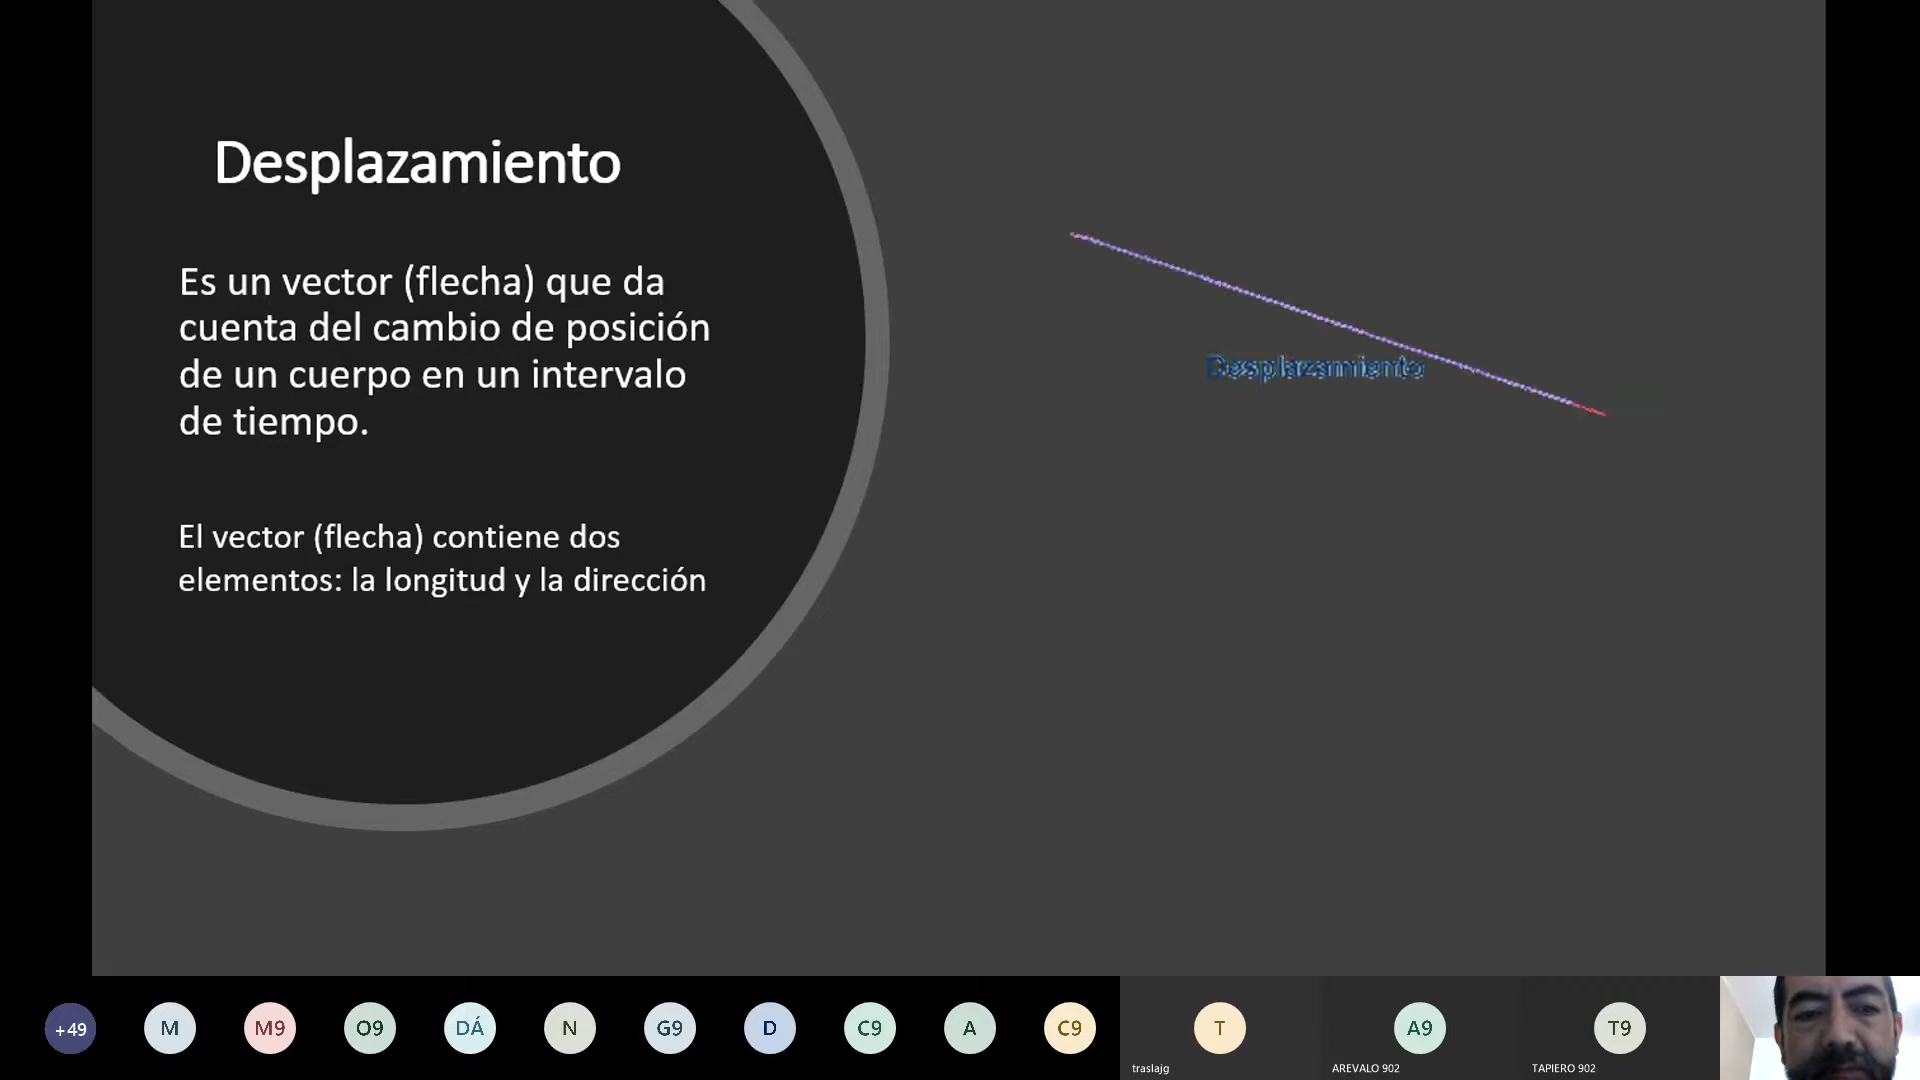 Desplazamiento
Es un vector (flecha) que da
cuenta del cambio de posición
de un cuerpo en un intervalo
de tiempo.
El vector (flecha) contiene dos
elementos: la longitud y la dirección
Desplazamiento
+49
M
M9
O9
DÁ
N
G9
D
C9
A
C9
T
A9
T9
traslajg
AREVALO 902
TAPIERO 902